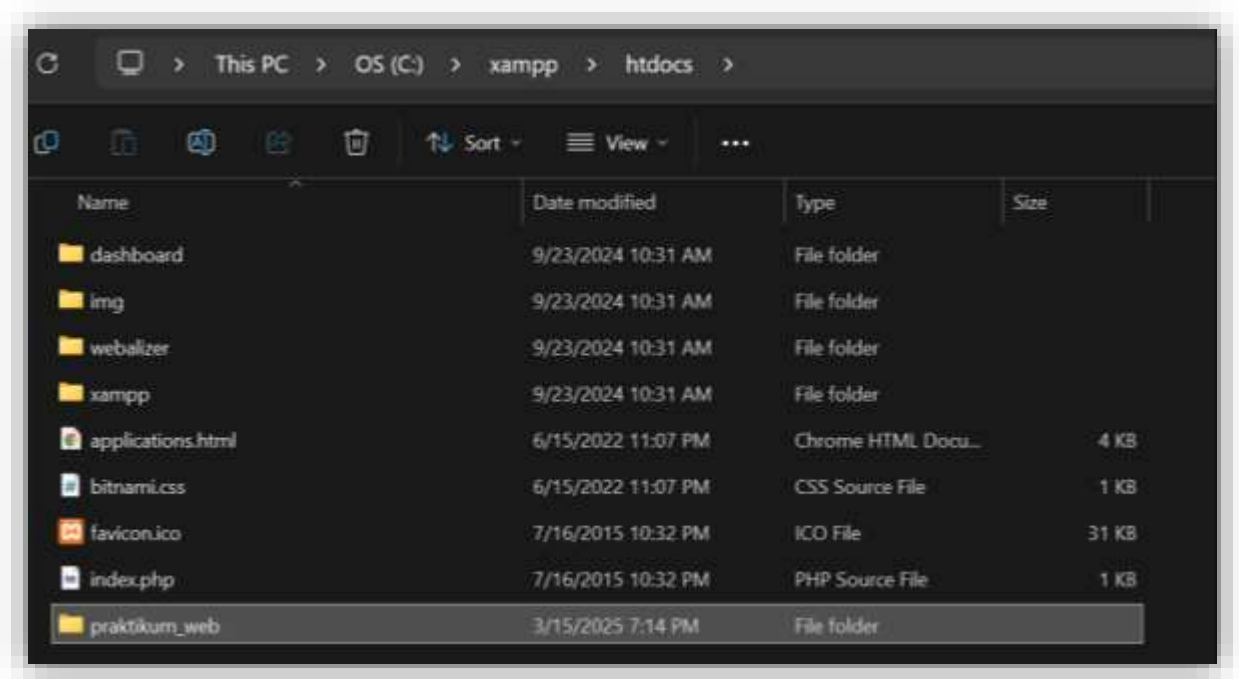 This PC > OS (C:) > xampp > htdocs >
Sort View ...
Name Date modified Type Size
dashboard 9/23/2024 10:31 AM File folder
img 9/23/2024 10:31 AM File folder
webalizer 9/23/2024 10:31 AM File folder
xampp 9/23/2024 10:31 AM File folder
applications.html 6/15/2022 11:07 PM Chrome HTML Docu... 4 KB
bitnami.css 6/15/2022 11:07 PM CSS Source File 1 KB
favicon.ico 7/16/2015 10:32 PM ICO File 31 KB
index.php 7/16/2015 10:32 PM PHP Source File 1 KB
praktikum_web 3/15/2025 7:14 PM File folder